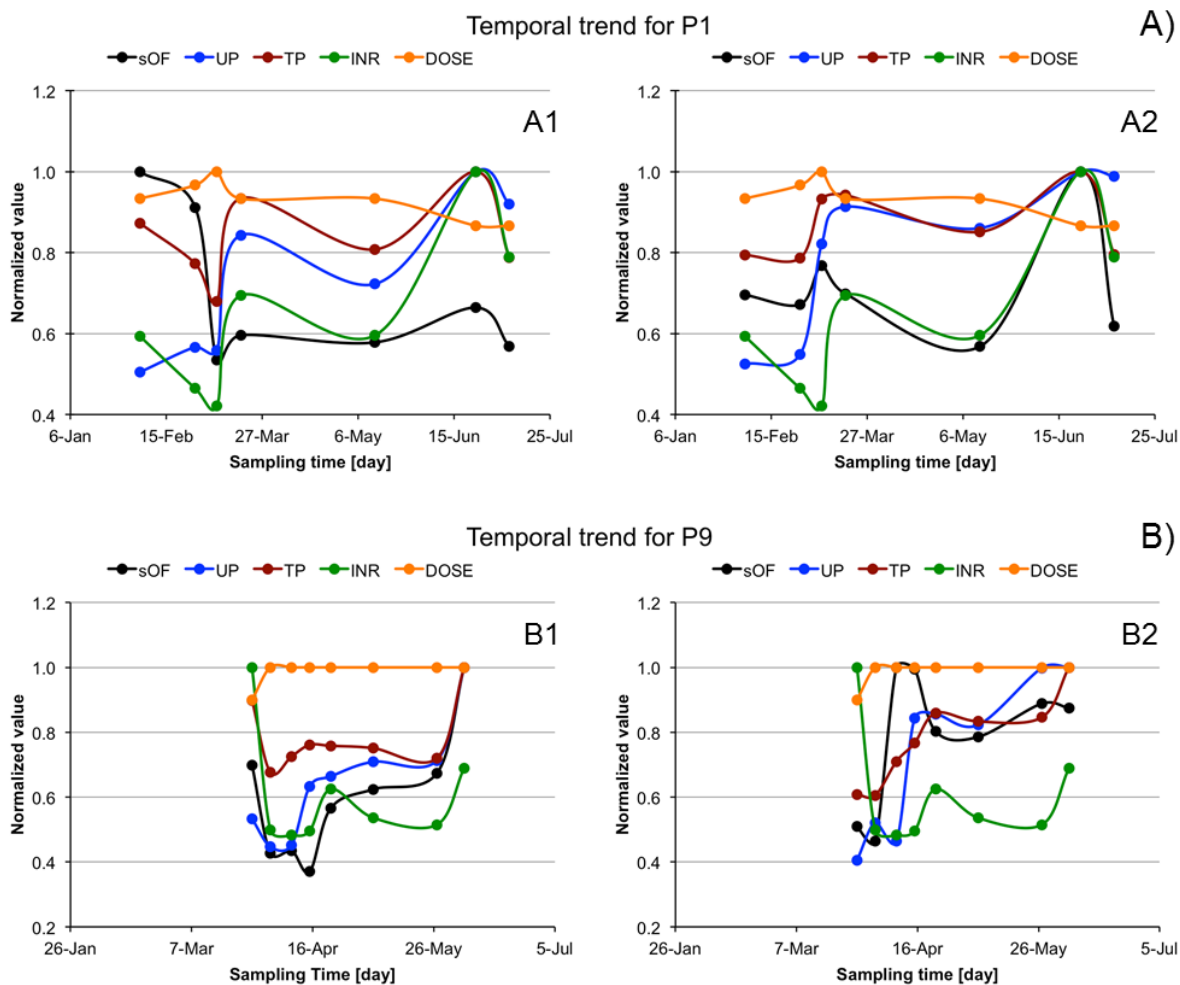 Temporal trend for P1
A)
sOF UP TP INR DOSE
sOF UP TP INR DOSE
A1
Normalized value
1.2
1.0
0.8
0.6
0.4
6-Jan 15-Feb 27-Mar 6-May 15-Jun 25-Jul
Sampling time [day]
A2
Normalized value
1.2
1.0
0.8
0.6
0.4
6-Jan 15-Feb 27-Mar 6-May 15-Jun 25-Jul
Sampling time [day]
Temporal trend for P9
B)
sOF UP TP INR DOSE
sOF UP TP INR DOSE
B1
Normalized value
1.2
1.0
0.8
0.6
0.4
0.2
26-Jan 7-Mar 16-Apr 26-May 5-Jul
Sampling Time [day]
B2
Normalized value
1.2
1.0
0.8
0.6
0.4
0.2
26-Jan 7-Mar 16-Apr 26-May 5-Jul
Sampling time [day]